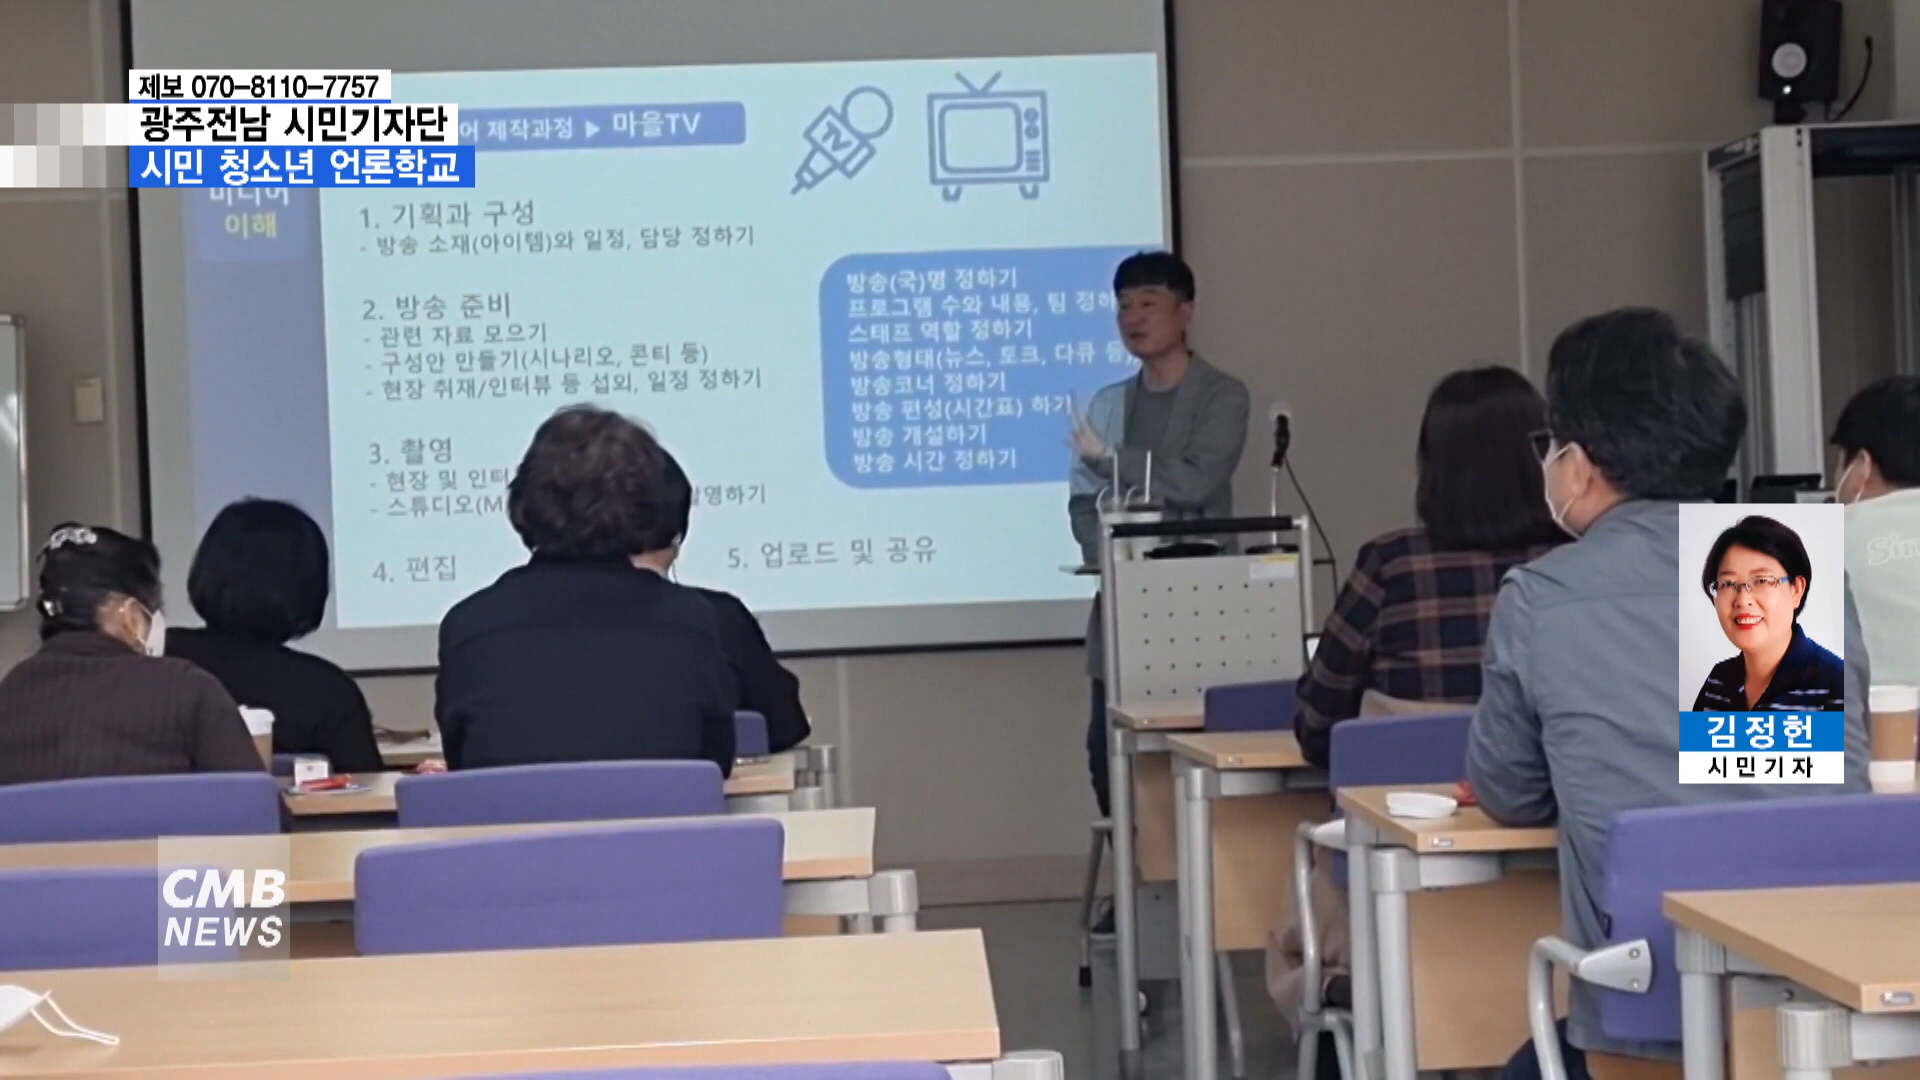 제보 070-8110-7757
광주전남 시민기자단
시민 청소년 언론학교
제작과정 ▶ 마을TV
미디어
이해
1. 기획과 구성
- 방송 소재(아이템)와 일정, 담당 정하기
2. 방송 준비
- 관련 자료 모으기
- 구성안 만들기(시나리오, 콘티 등)
- 현장 취재/인터뷰 등 섭외, 일정 정하기
3. 촬영
- 현장 및 인터
- 스튜디오(M
촬영하기
4. 편집
5. 업로드 및 공유
방송(국)명 정하기
프로그램 수와 내용, 팀 정하
스태프 역할 정하기
방송형태(뉴스, 토크, 다큐 등)
방송코너 정하기
방송 편성(시간표) 하기
방송 개설하기
방송 시간 정하기
김정헌
시민기자
CMB
NEWS